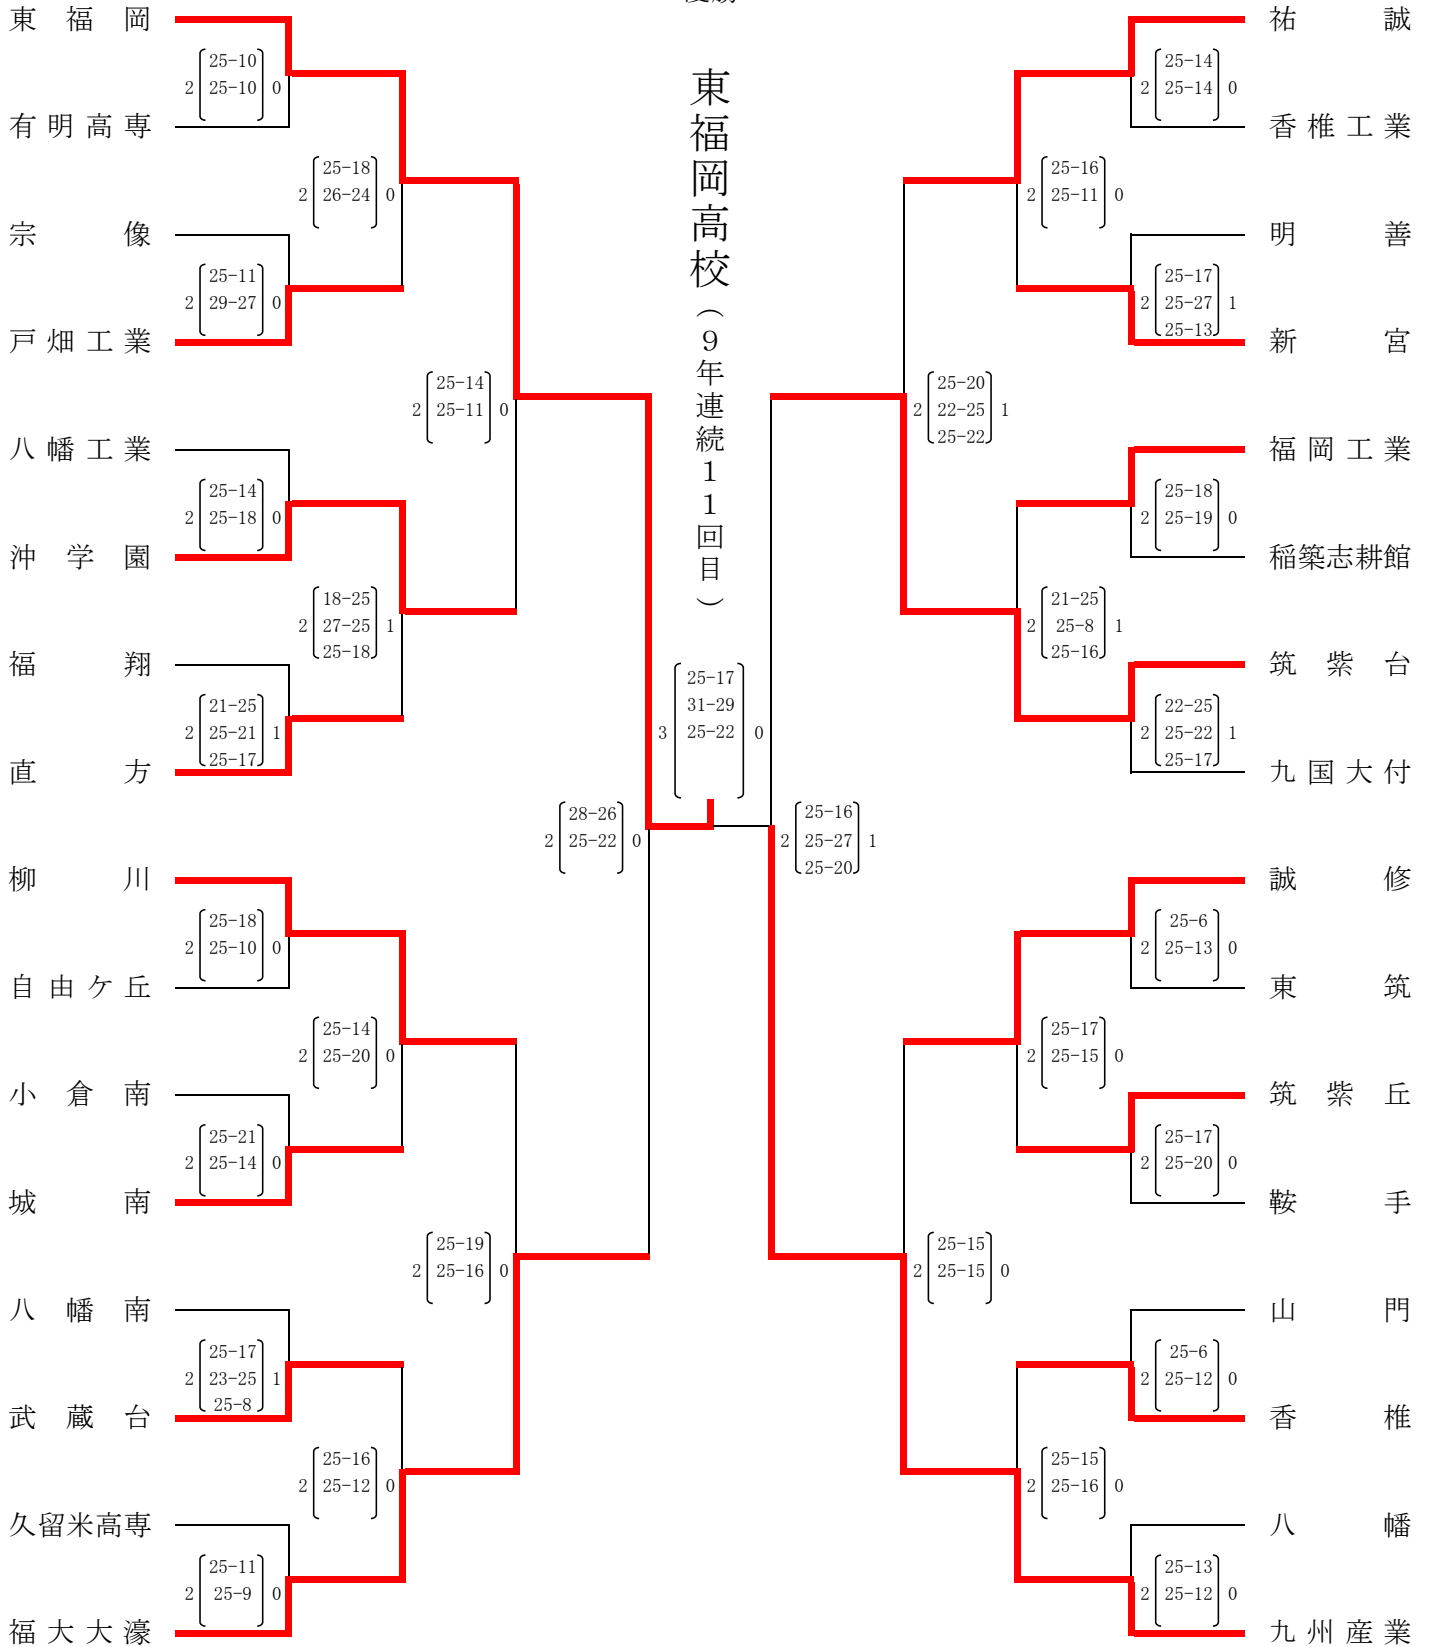 東福岡
2 25-10 0
25-10
有明高専
2 25-18 0
26-24
宗像
2 25-11 0
29-27
戸畑工業
2 25-14 0
25-11
八幡工業
2 25-14 0
25-18
沖学園
2 18-25 1
27-25
25-18
福翔
2 21-25 1
25-21
25-17
直方
2 28-26 0
25-22
柳川
2 25-18 0
25-10
自由ケ丘
2 25-14 0
25-20
小倉南
2 25-21 0
25-14
城南
2 25-19 0
25-16
八幡南
2 25-17 1
23-25
25-8
武蔵台
2 25-16 0
25-12
久留米高専
2 25-11 0
25-9
福大大濠
東福岡高校(9年連続11回目)
3 25-17 0
31-29
25-22
祐誠
2 25-14 0
25-14
香椎工業
2 25-16 0
25-11
明善
2 25-17 1
25-27
25-13
新宮
2 25-20 1
22-25
25-22
福岡工業
2 25-18 0
25-19
稲築志耕館
2 21-25 1
25-8
25-16
筑紫台
2 22-25 1
25-22
25-17
九国大付
2 25-16 1
25-27
25-20
誠修
2 25-6 0
25-13
東筑
2 25-17 0
25-15
筑紫丘
2 25-17 0
25-20
鞍手
2 25-15 0
25-15
山門
2 25-6 0
25-12
香椎
2 25-15 0
25-16
八幡
2 25-13 0
25-12
九州産業